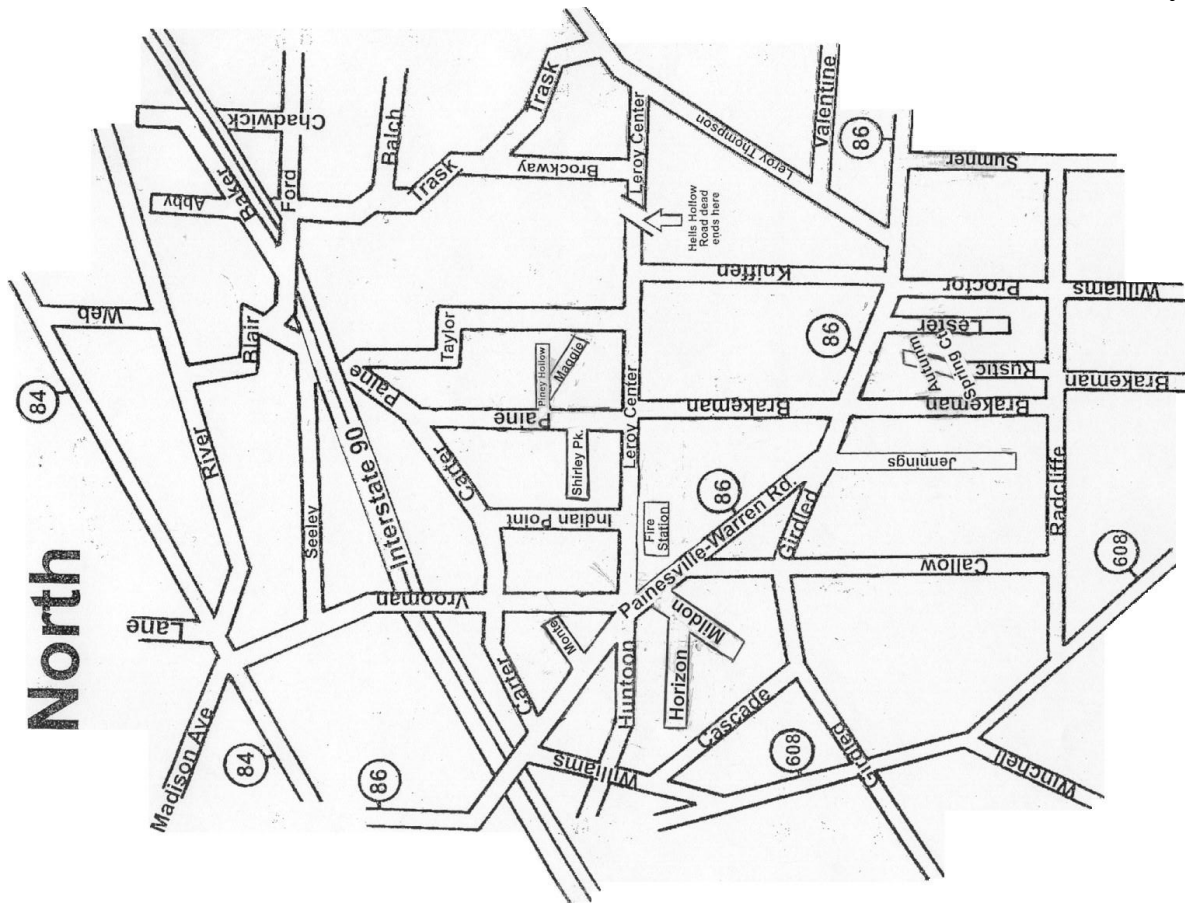 North
84
Web
River
Lane
Madison Ave
84
86
Abby
Baker
Chadwick
Ford
Balch
Trask
Trask
Blair
Seeley
Interstate 90
Paine
Taylor
Carter
Vrooman
Carter
Paine
Piney Hollow
Maggie
Shirley Pk.
Indian Point
Monte
Brockway
Leroy Center
Leroy Center
Hells Hollow
Road dead
ends here
Leroy Thompson
Valentine
86
Sumner
Kniffen
86
Proctor
Williams
Lester
Autumn
Spring Ct.
Rustic
Brakeman
Brakeman
Brakeman
Fire
Station
86
Painesville-Warren Rd.
Girdled
Jennings
Radcliffe
Callow
608
Huntoon
Mildon
Horizon
Cascade
Williams
608
Girdled
Winchell